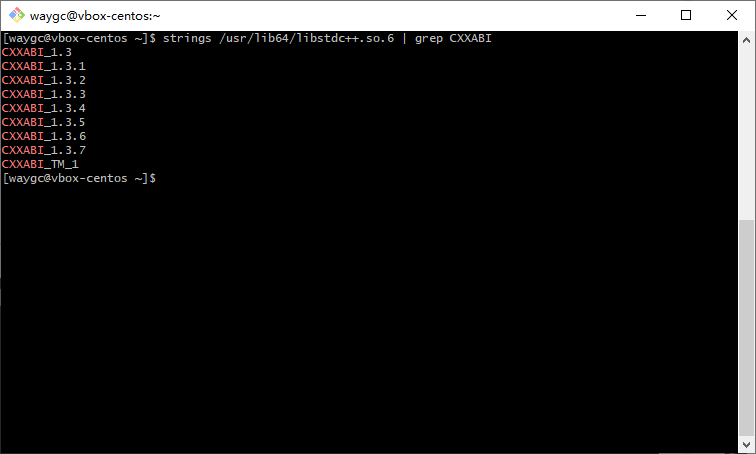 waygc@vbox-centos:~
[waygc@vbox-centos ~]$ strings /usr/lib64/libstdc++.so.6 | grep CXXABI
CXXABI_1.3
CXXABI_1.3.1
CXXABI_1.3.2
CXXABI_1.3.3
CXXABI_1.3.4
CXXABI_1.3.5
CXXABI_1.3.6
CXXABI_1.3.7
CXXABI_TM_1
[waygc@vbox-centos ~]$